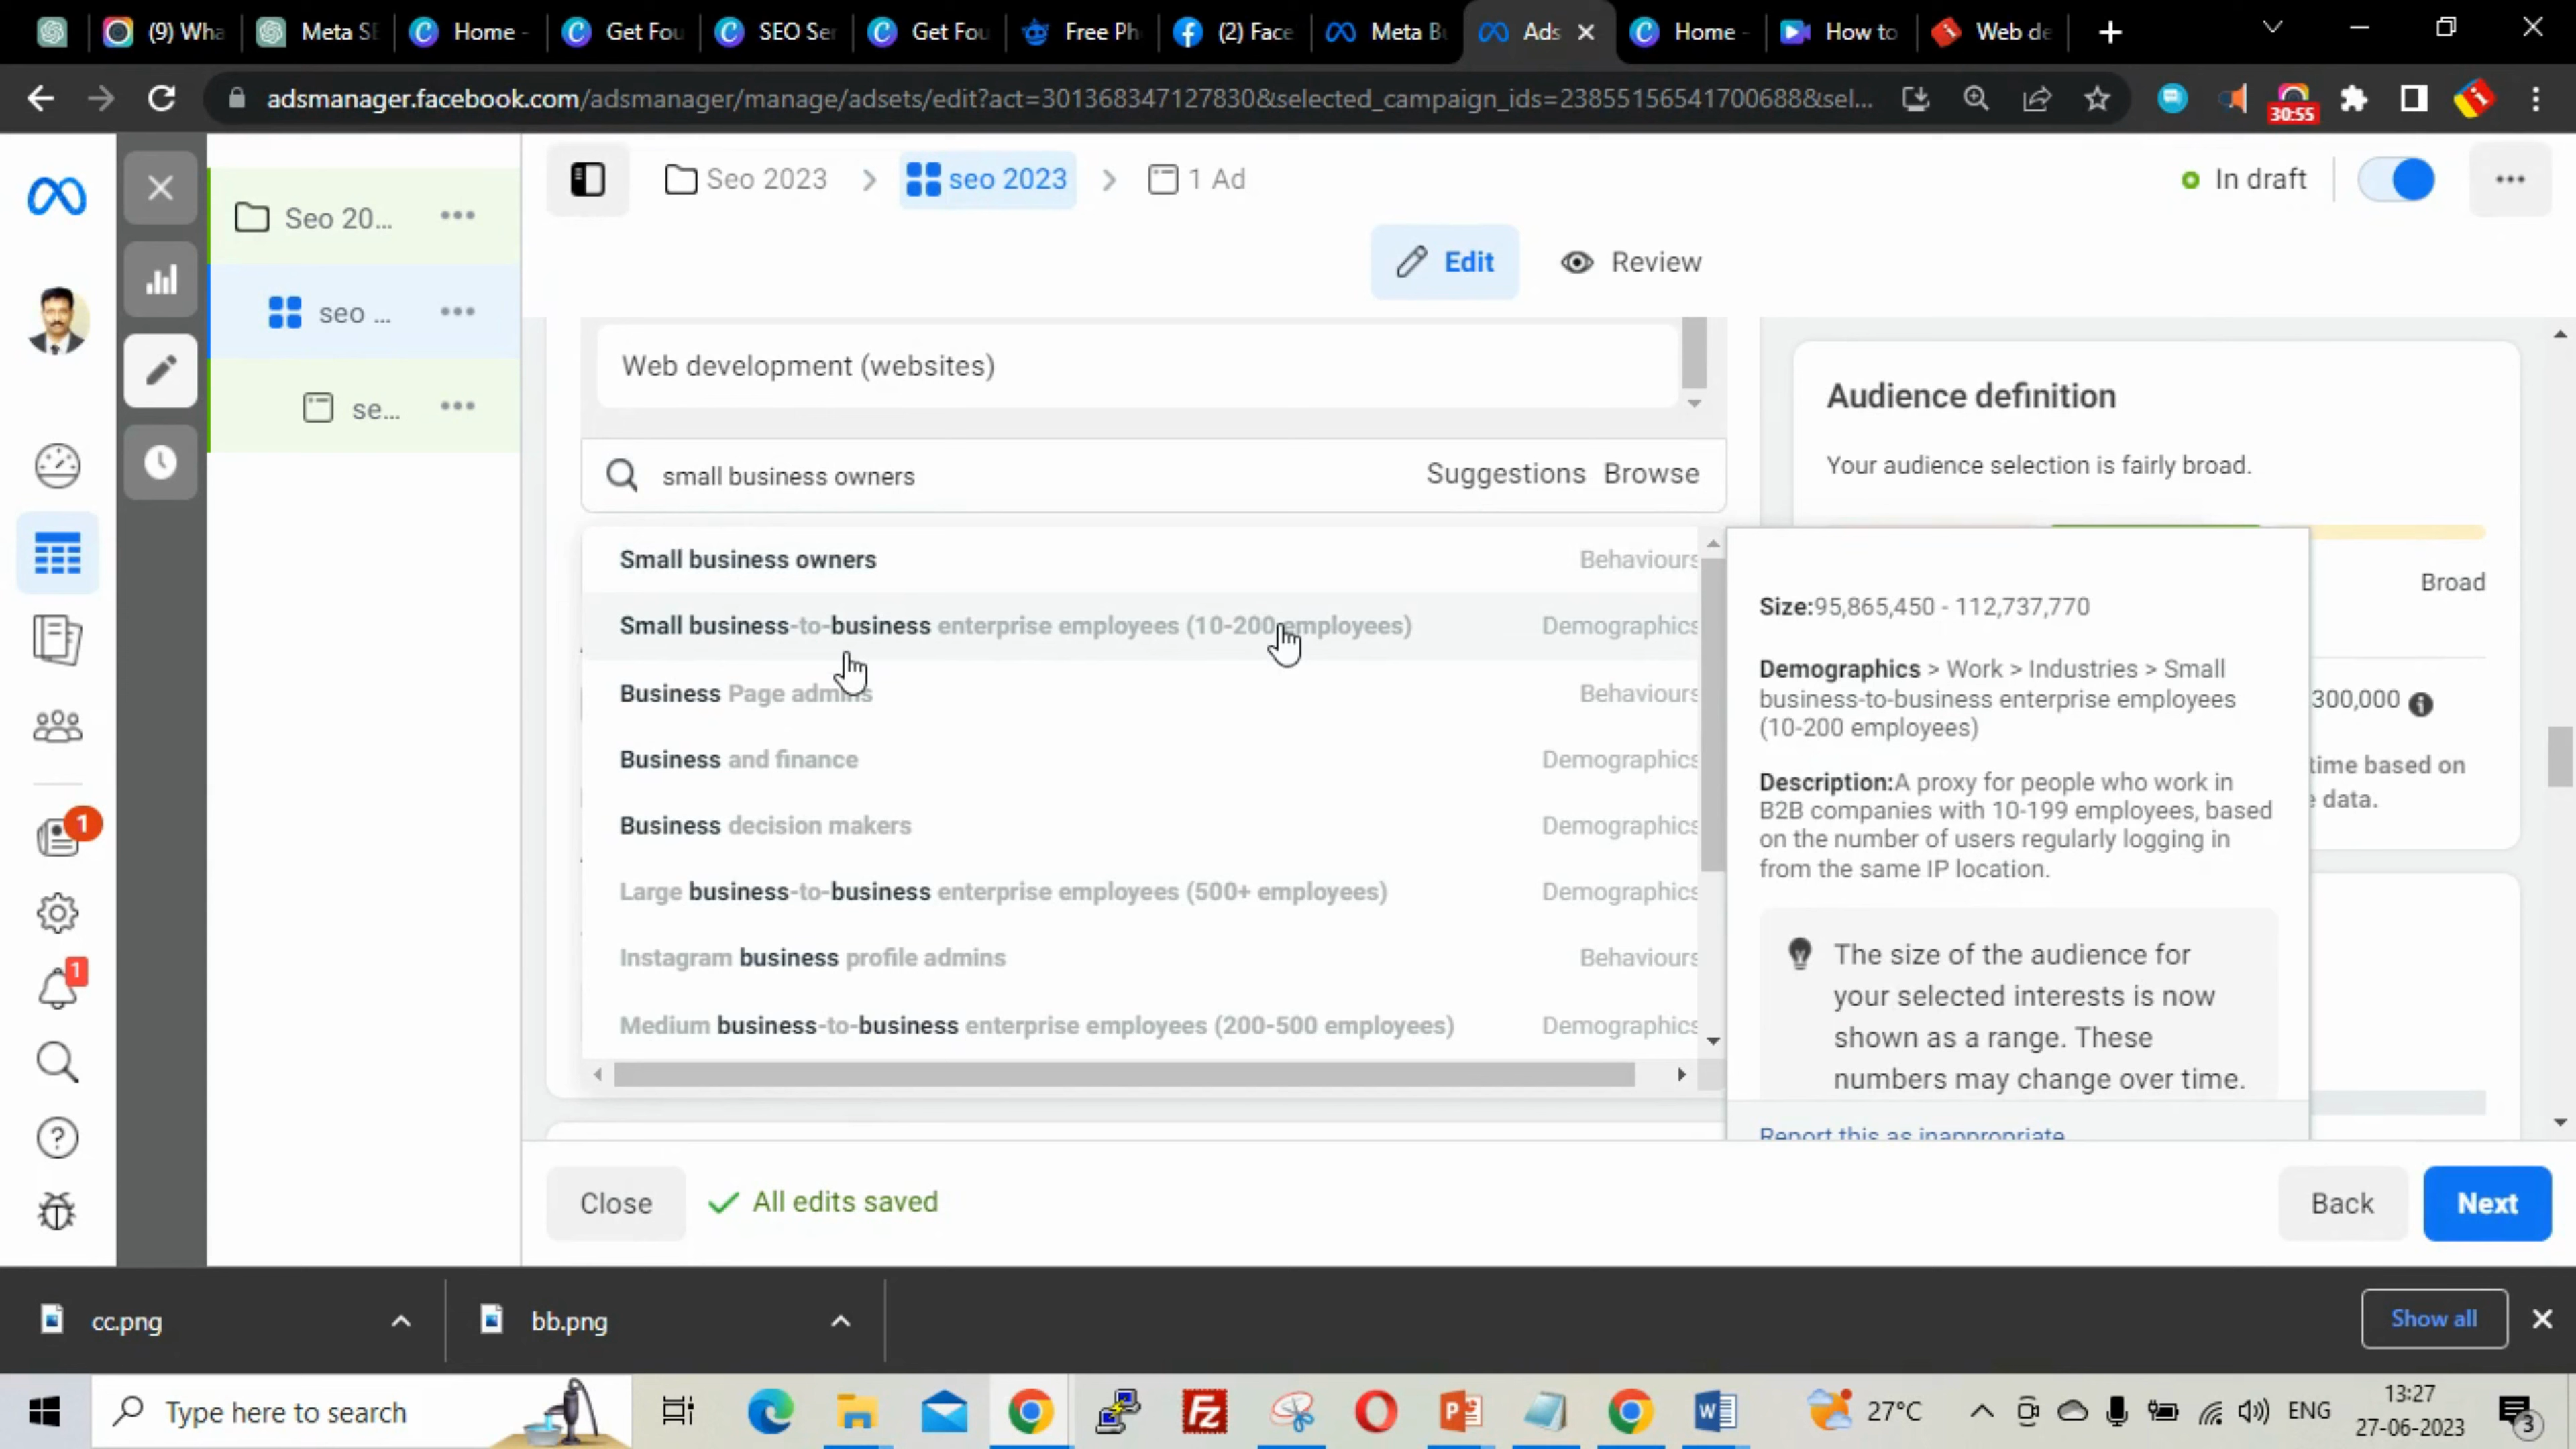 (9) Wha
Meta SE
Home -
Get Fou
SEO Ser
Get Fou
Free Ph
(2) Face
Meta Bu
Ads
Home -
How to
Web de
adsmanager.facebook.com/adsmanager/manage/adsets/edit?act=301368347127830&selected_campaign_ids=23855156541700688&sel...
30:55
Seo 20...
seo ...
se...
Seo 2023
seo 2023
1 Ad
In draft
Edit
Review
Web development (websites)
small business owners
Suggestions
Browse
Small business owners
Behaviours
Small business-to-business enterprise employees (10-200 employees)
Demographics
Business Page admins
Behaviours
Business and finance
Demographics
Business decision makers
Demographics
Large business-to-business enterprise employees (500+ employees)
Demographics
Instagram business profile admins
Behaviours
Medium business-to-business enterprise employees (200-500 employees)
Demographics
Audience definition
Your audience selection is fairly broad.
Broad
300,000
time based on
data.
Size:95,865,450 - 112,737,770
Demographics > Work > Industries > Small
business-to-business enterprise employees
(10-200 employees)
Description:A proxy for people who work in
B2B companies with 10-199 employees, based
on the number of users regularly logging in
from the same IP location.
The size of the audience for
your selected interests is now
shown as a range. These
numbers may change over time.
Report this as inappropriate
1
1
Close
All edits saved
Back
Next
cc.png
bb.png
Show all
Type here to search
27°C
ENG
13:27
27-06-2023
3